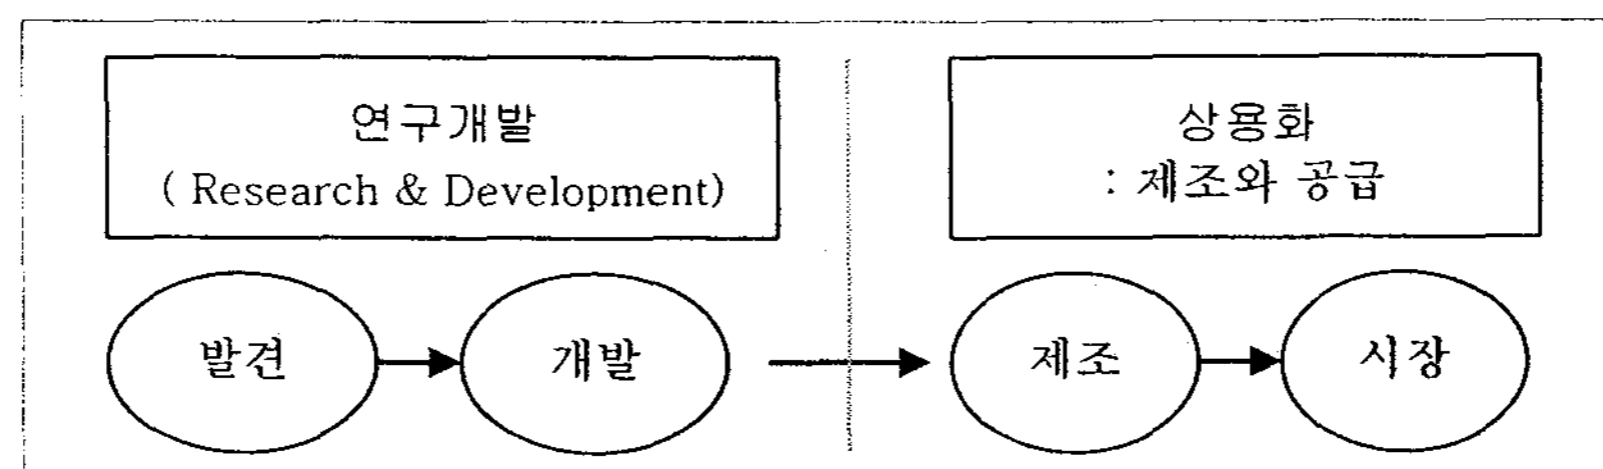 연구개발
( Research & Development)
상용화
: 제조와 공급
발견
개발
제조
시장